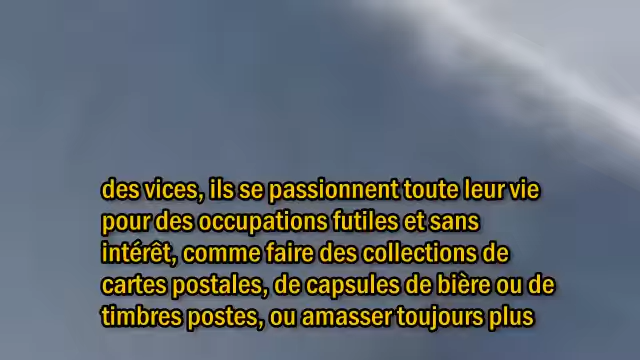 des vices, ils se passionnent toute leur vie
pour des occupations futiles et sans
intérêt, comme faire des collections de
cartes postales, de capsules de bière ou de
timbres postes, ou amasser toujours plus